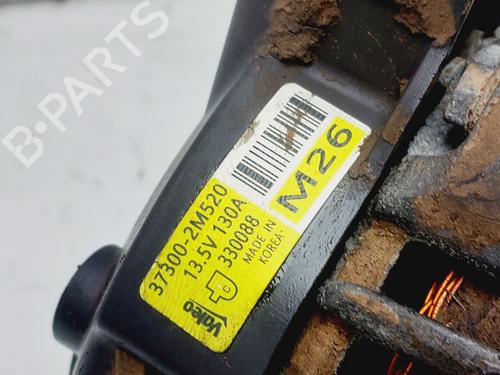 B-PARTS
37300-2M520
13.5V 130A
330088
Valeo
C
MADE IN
KOREA
M26